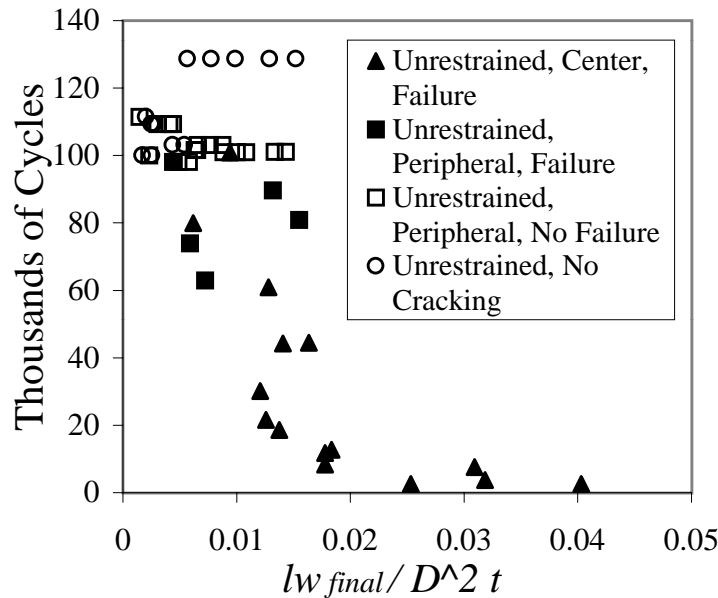 140
120
100
80
60
40
20
0
Thousands of Cycles
Unrestrained, Center,
Failure
Unrestrained,
Peripheral, Failure
Unrestrained,
Peripheral, No Failure
Unrestrained, No
Cracking
0 0.01 0.02 0.03 0.04 0.05
lw final / D^2 t